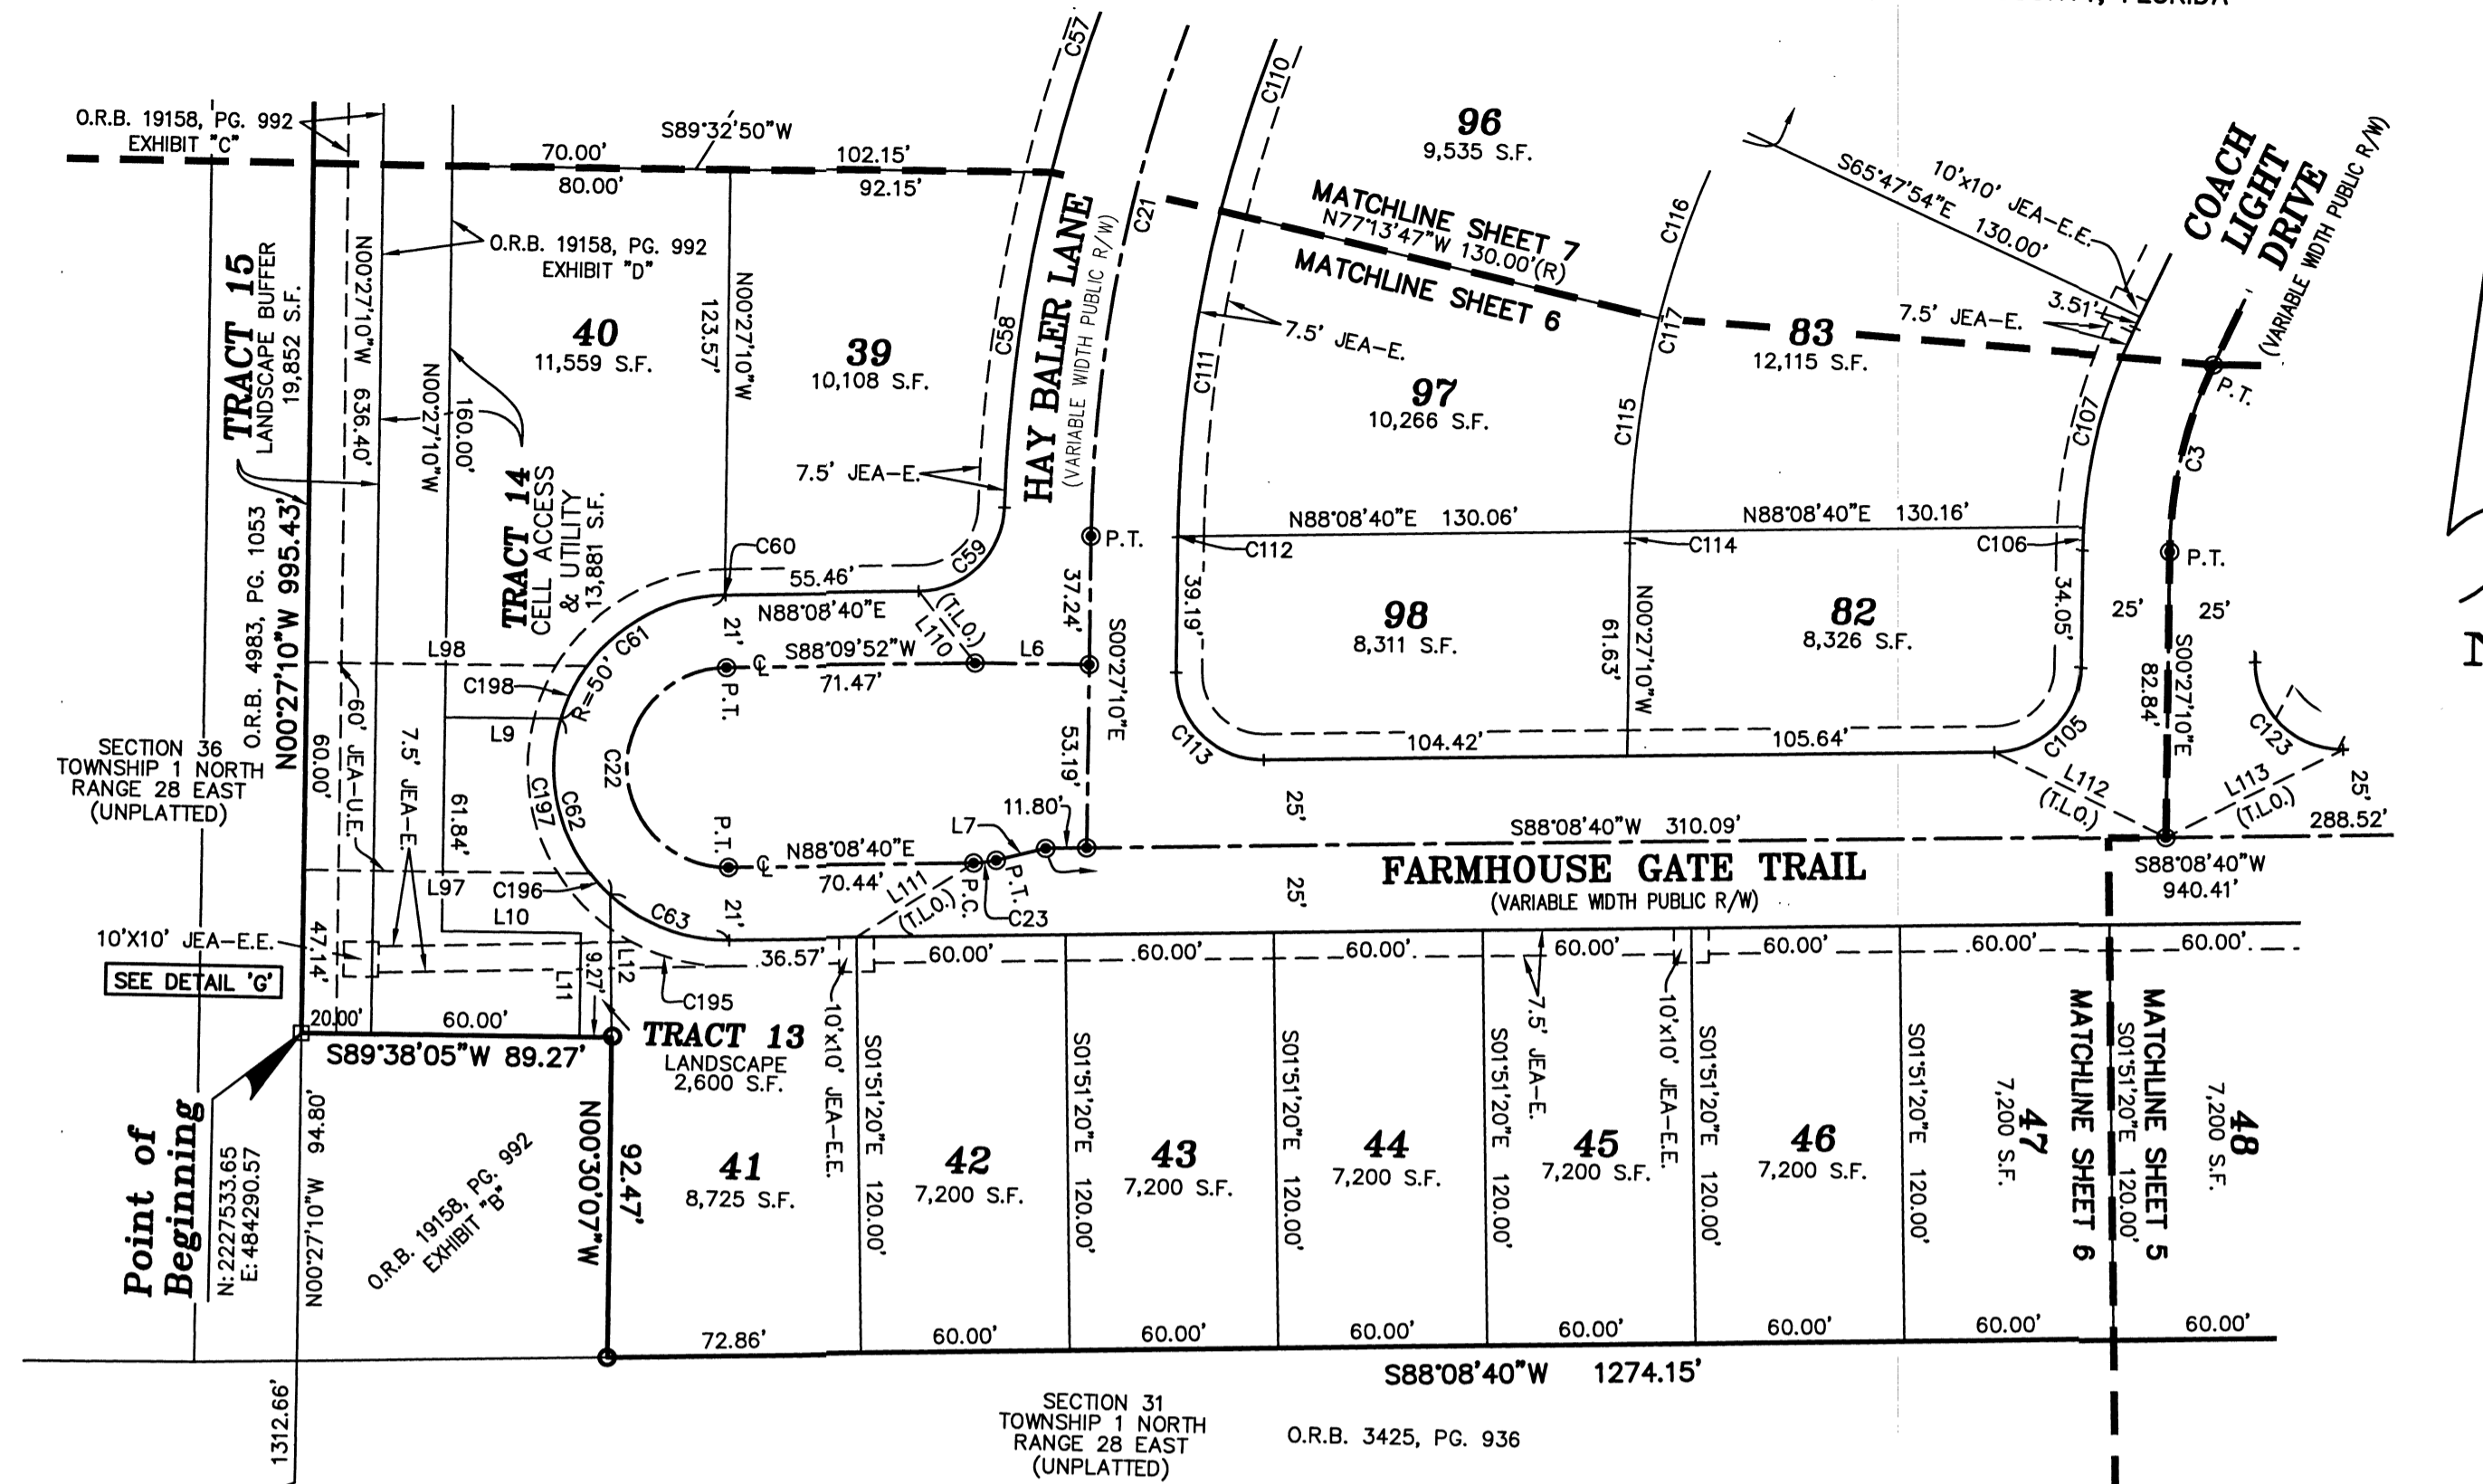 O.R.B. 19158, PG. 992
EXHIBIT "C"
70.00'
80.00'
S89°32'50"W
102.15'
92.15'
C57
C110
C21
96
9,535 S.F.
MATCHLINE SHEET 7
N77°13'47"W 130.00'(R)
MATCHLINE SHEET 6
C116
C117
S65°47'54"E 130.00'
10'x10' JEA-E.E.
3.51'
COACH
LIGHT
DRIVE
(VARIABLE WIDTH PUBLIC R/W)
7.5' JEA-E.
83
12,115 S.F.
P.T.
C107
C3
P.T.
TRACT 15
LANDSCAPE BUFFER
19,852 S.F.
N00°27'10"W 636.40'
N00°27'10"W
160.00'
O.R.B. 19158, PG. 992
EXHIBIT "D"
40
11,559 S.F.
N00°27'10"W
123.57'
39
10,108 S.F.
C58
HAY BALER LANE
(VARIABLE WIDTH PUBLIC R/W)
7.5' JEA-E.
C111
7.5' JEA-E.
97
10,266 S.F.
C115
N88°08'40"E 130.06'
N88°08'40"E 130.16'
C112
C114
C106
TRACT 14
CELL ACCESS
& UTILITY
13,881 S.F.
O.R.B. 4983, PG. 1053
N00°27'10"W 995.43'
C60
C59
55.46'
N88°08'40"E
(T.L.O.)
L110
P.T.
37.24'
39.19'
98
8,311 S.F.
61.63'
N00°27'10"W
82
8,326 S.F.
34.05'
25'
25'
S00°27'10"E
82.84'
C61
21'
S88°09'52"W
71.47'
L6
S00°27'10"E
L98
C198
R=50'
L9
P.T.
C22
53.19'
C113
104.42'
105.64'
C105
C123
SECTION 36
TOWNSHIP 1 NORTH
RANGE 28 EAST
(UNPLATTED)
60.00'
60' JEA-U.E.
7.5' JEA-E.
61.84'
C197
C62
P.T.
11.80'
L7
N88°08'40"E
70.44'
25'
25'
S88°08'40"W 310.09'
L112
(T.L.O.)
L113
(T.L.O.)
25'
288.52'
FARMHOUSE GATE TRAIL
(VARIABLE WIDTH PUBLIC R/W)
S88°08'40"W
940.41'
L97
C196
L10
C63
21'
L111
(T.L.O.)
P.C.
P.T.
C23
10'X10' JEA-E.E.
SEE DETAIL 'G'
47.14'
L11
9.27'
L12
C195
36.57'
60.00'
60.00'
60.00'
60.00'
60.00'
60.00'
60.00'
20.00'
60.00'
S89°38'05"W 89.27'
TRACT 13
LANDSCAPE
2,600 S.F.
10'x10' JEA-E.E.
7.5' JEA-E.
10'x10' JEA-E.E.
S01°51'20"E 120.00'
S01°51'20"E 120.00'
S01°51'20"E 120.00'
S01°51'20"E 120.00'
S01°51'20"E 120.00'
S01°51'20"E 120.00'
S01°51'20"E 120.00'
MATCHLINE SHEET 6
MATCHLINE SHEET 5
Point of
Beginning
N:2227533.65
E:484290.57
N00°27'10"W 94.80'
O.R.B. 19158, PG. 992
EXHIBIT "B"
N00°30'07"W
92.47'
41
8,725 S.F.
42
7,200 S.F.
43
7,200 S.F.
44
7,200 S.F.
45
7,200 S.F.
46
7,200 S.F.
47
7,200 S.F.
48
7,200 S.F.
72.86'
60.00'
60.00'
60.00'
60.00'
60.00'
60.00'
60.00'
S88°08'40"W 1274.15'
1312.66'
SECTION 31
TOWNSHIP 1 NORTH
RANGE 28 EAST
(UNPLATTED)
O.R.B. 3425, PG. 936